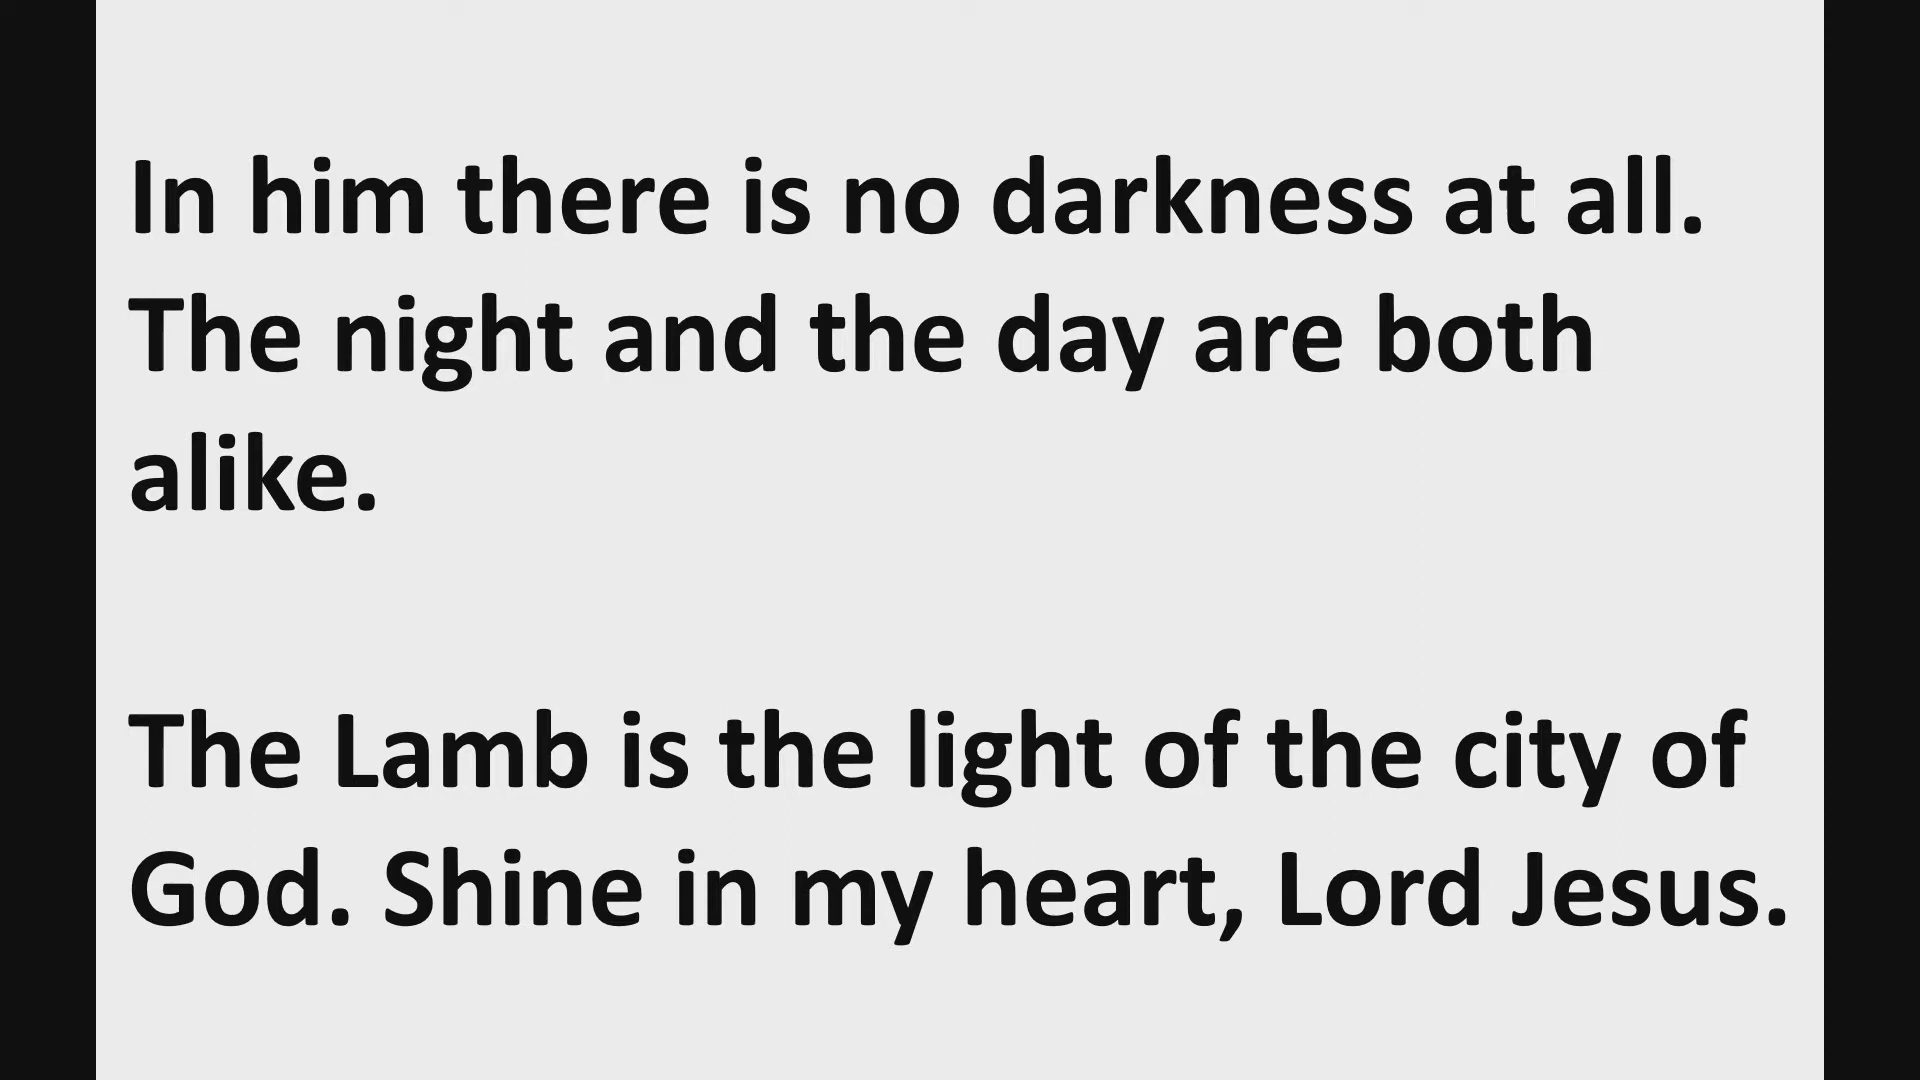 In him there is no darkness at all.
The night and the day are both
alike.
The Lamb is the light of the city of
God. Shine in my heart, Lord Jesus.